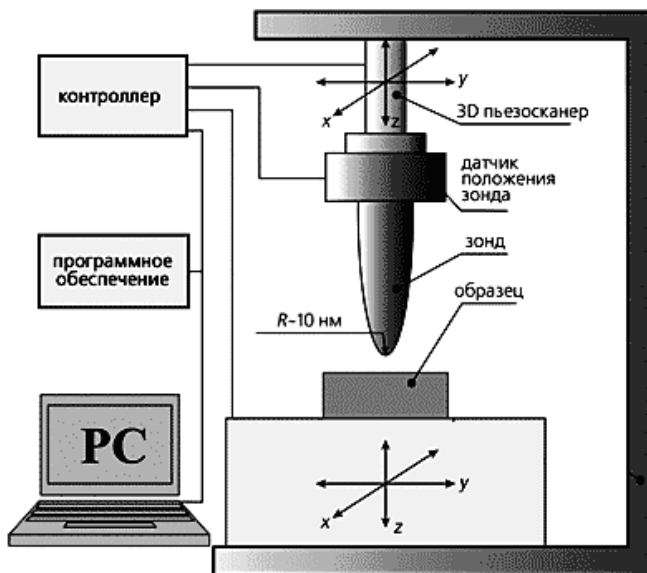 контроллер
y
x
z
3D пьезосканер
датчик
положения
зонда
программное
обеспечение
зонд
образец
R~10 нм
PC
y
x
z